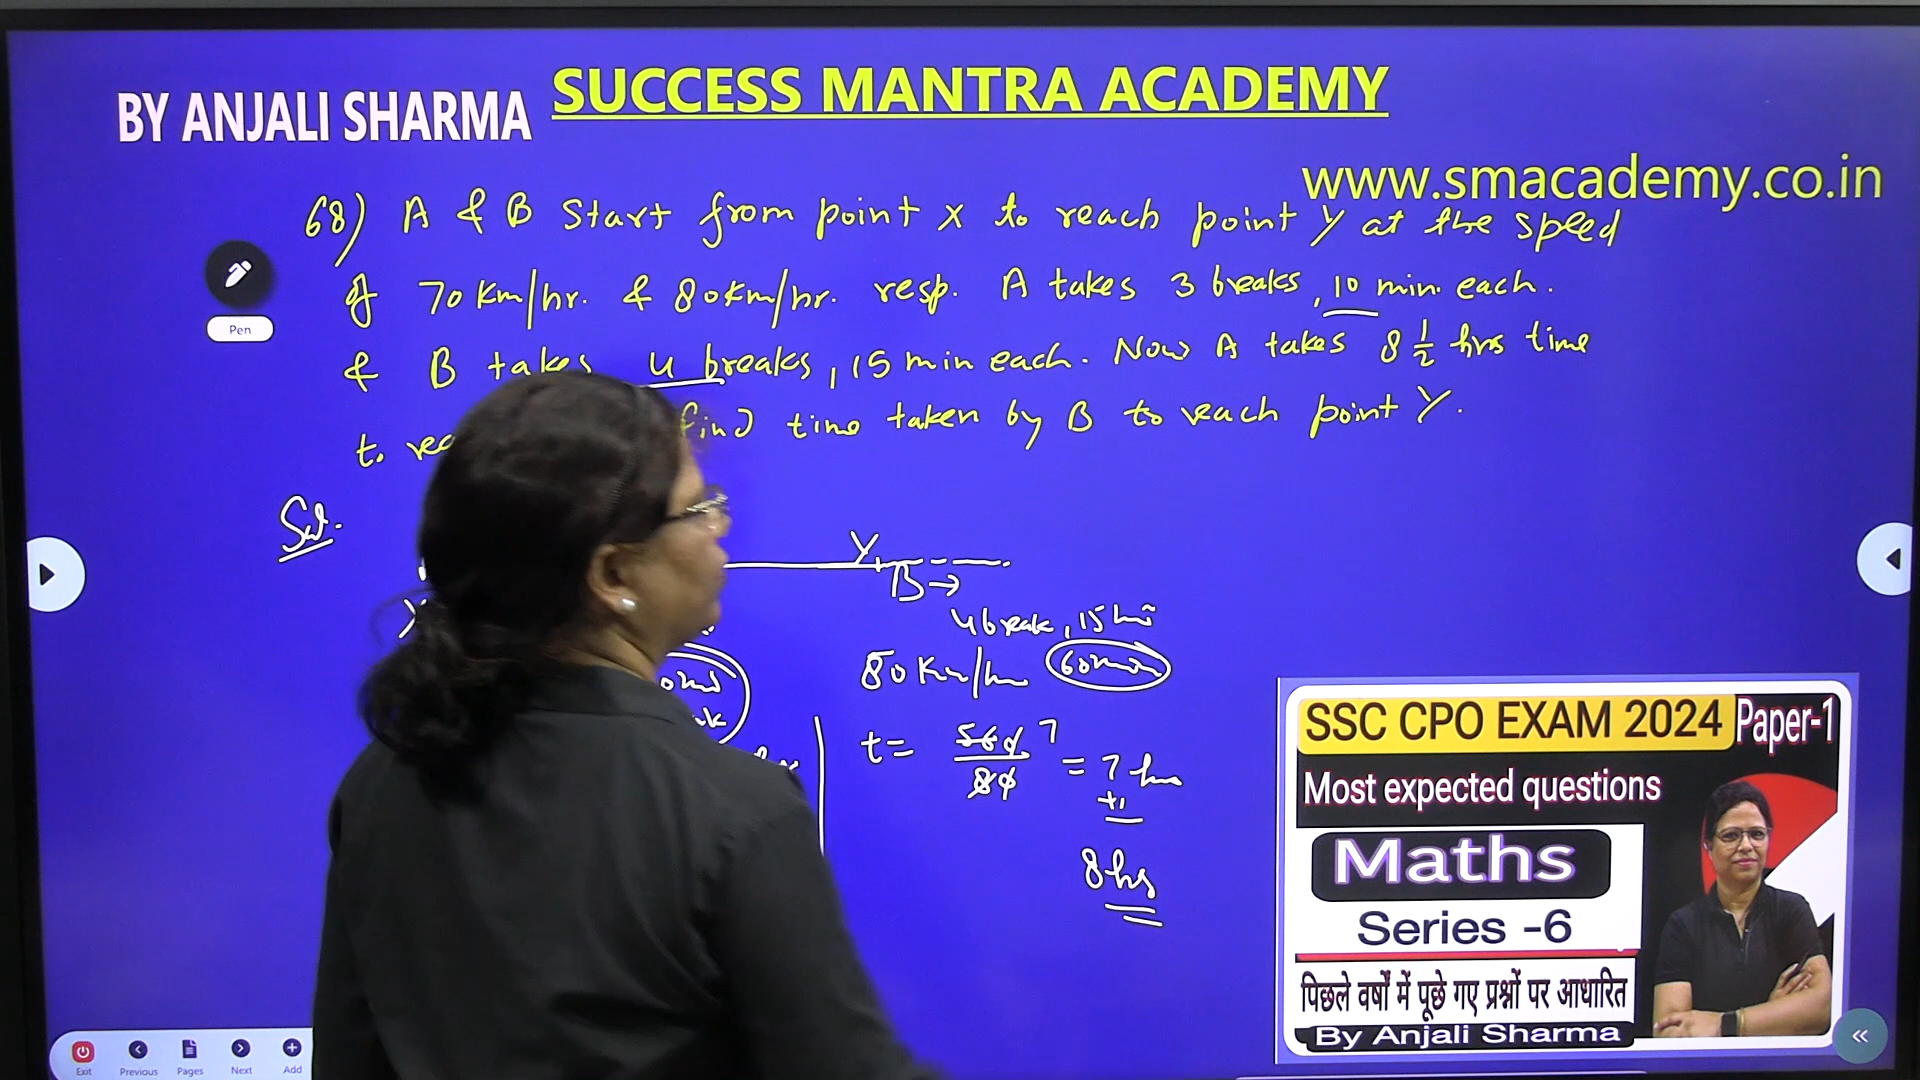 BY ANJALI SHARMA
SUCCESS MANTRA ACADEMY
www.smacademy.co.in
68) A & B start from point X to reach point Y at the speed
of 70 Km/hr. & 80 Km/hr. resp. A takes 3 breaks, 10 min. each.
& B takes 4 breaks, 15 min each. Now A takes 8 1/2 hrs time
to find time taken by B to reach point Y.
Pen
Sol.
Y
B →
X
4 break, 15
80 Km/hr 60min
t = 560/80 7 = 7 hrs
+1
8 hrs
SSC CPO EXAM 2024 Paper-1
Most expected questions
Maths
Series -6
पिछले वर्षों में पूछे गए प्रश्नों पर आधारित
By Anjali Sharma
Exit Previous Pages Next Add